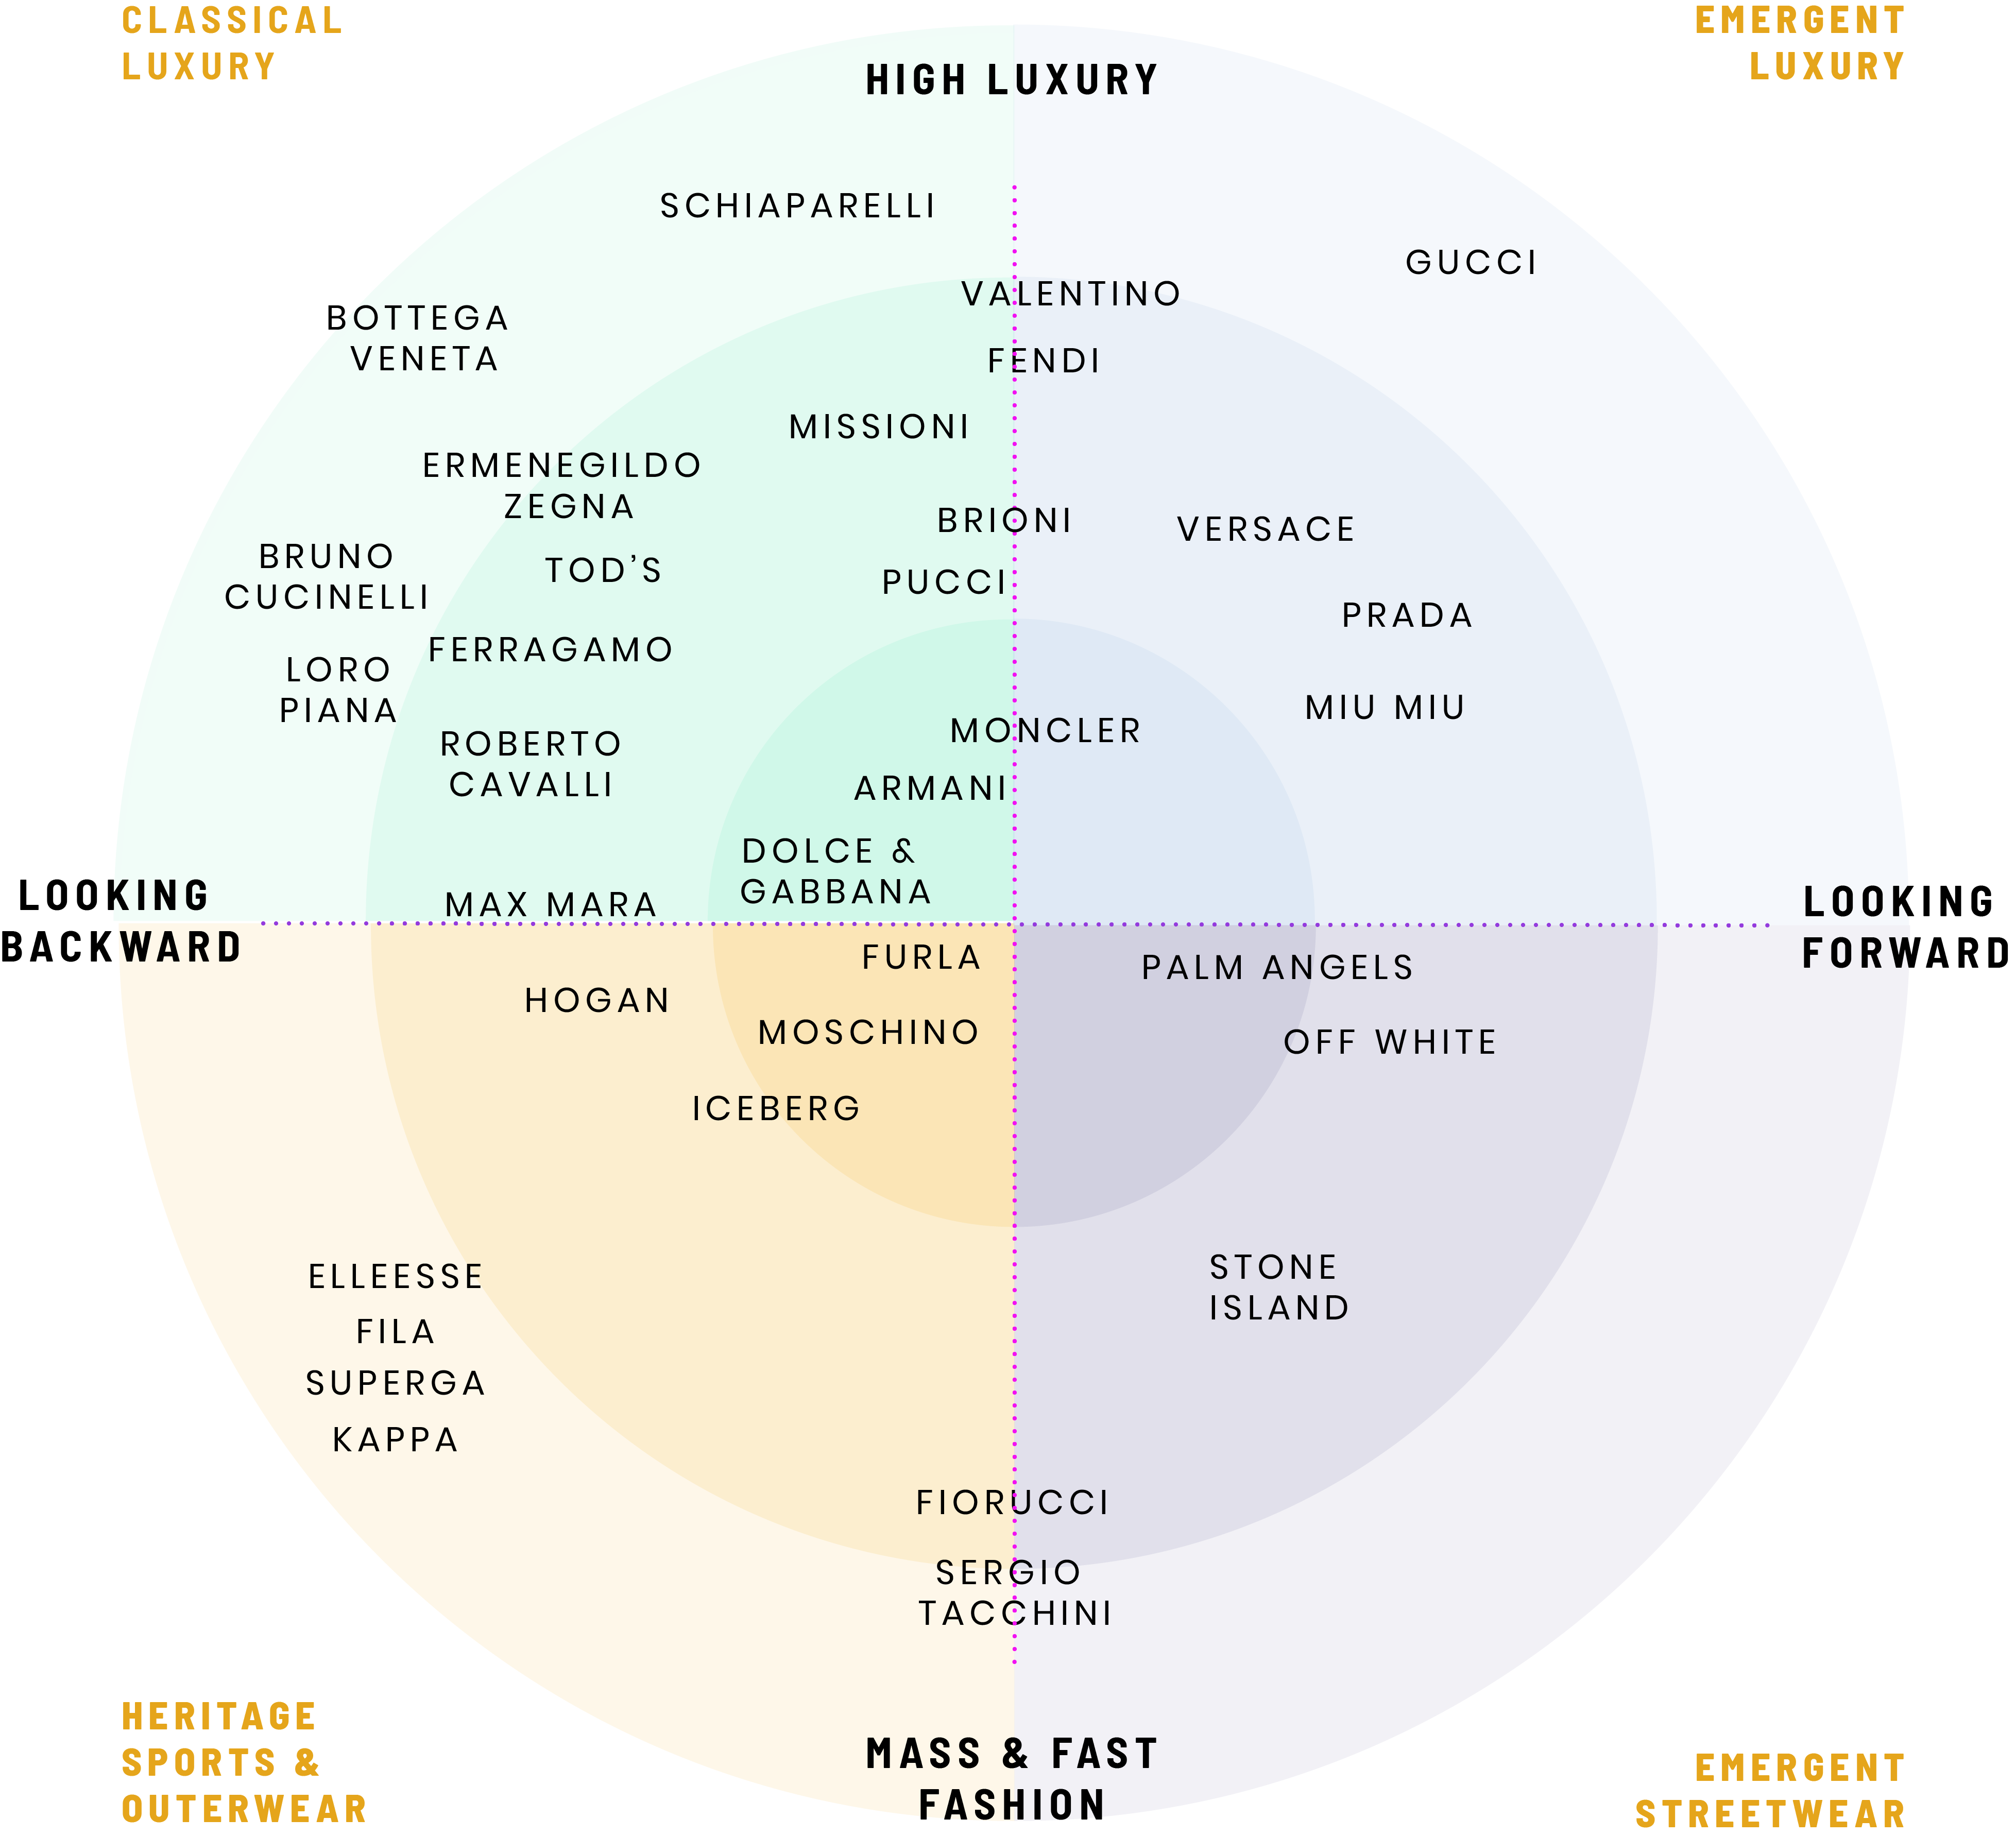 CLASSICAL
LUXURY
EMERGENT
LUXURY
HIGH LUXURY
SCHIAPARELLI
GUCCI
VALENTINO
BOTTEGA
VENETA
FENDI
MISSIONI
ERMENEGILDO
ZEGNA
BRIONI
VERSACE
BRUNO
CUCINELLI
TOD'S
PUCCI
PRADA
FERRAGAMO
LORO
PIANA
MIU MIU
ROBERTO
CAVALLI
MONCLER
ARMANI
DOLCE &
GABBANA
MAX MARA
LOOKING
BACKWARD
LOOKING
FORWARD
FURLA
PALM ANGELS
HOGAN
MOSCHINO
OFF WHITE
ICEBERG
ELLEESSE
STONE
ISLAND
FILA
SUPERGA
KAPPA
FIORUCCI
SERGIO
TACCHINI
HERITAGE
SPORTS &
OUTERWEAR
MASS & FAST
FASHION
EMERGENT
STREETWEAR